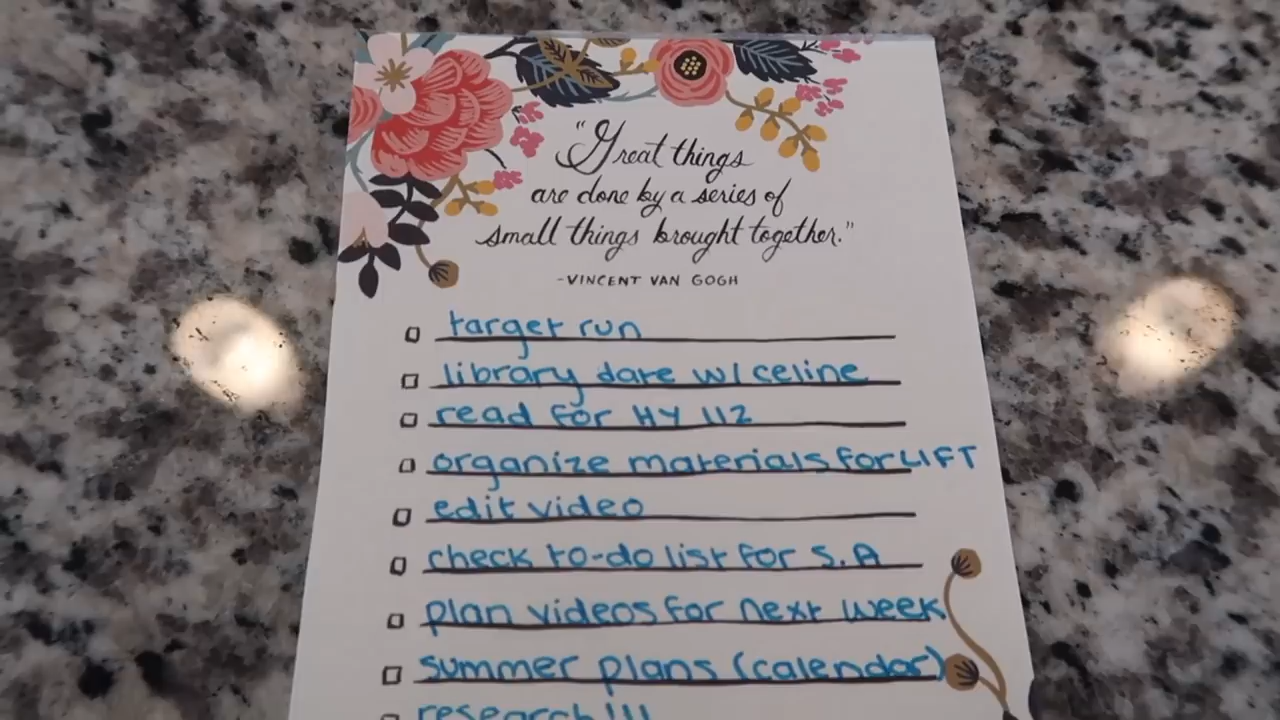 "Great things
are done by a series of
small things brought together."
-VINCENT VAN GOGH
target run
library date w/ celine
read for HY 112
organize materials for LIFT
edit video
check to-do list for S.A
plan videos for next week
summer plans (calendar)
research!!!